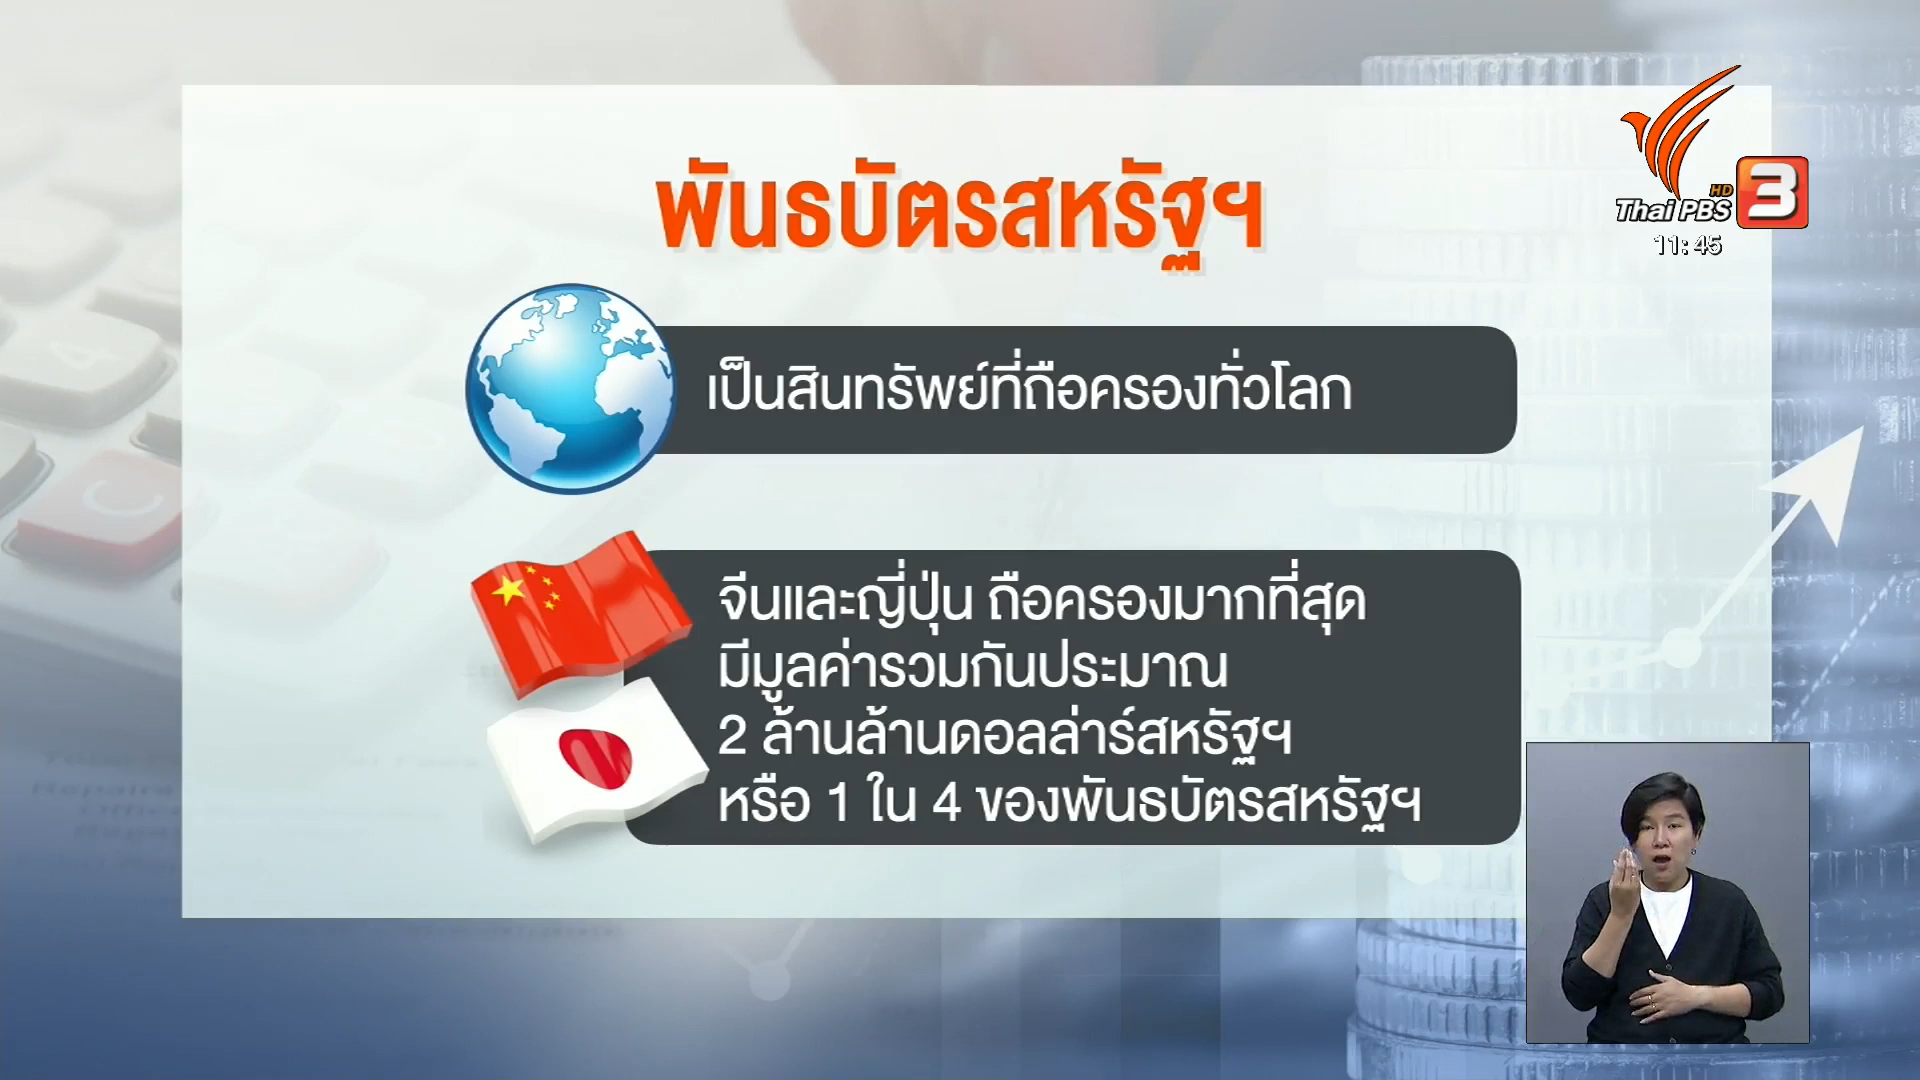 พันธบัตรสหรัฐฯ
HD
Thai PBS 3
11:45
เป็นสินทรัพย์ที่ถือครองทั่วโลก
จีนและญี่ปุ่น ถือครองมากที่สุด
มีมูลค่ารวมกันประมาณ
2 ล้านล้านดอลล่าร์สหรัฐฯ
หรือ 1 ใน 4 ของพันธบัตรสหรัฐฯ
4
C